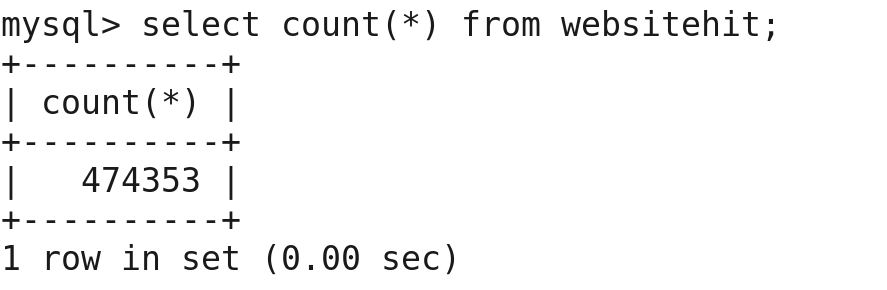 mysql> select count(*) from websitehit;
+----------+
| count(*) |
+----------+
|   474353 |
+----------+
1 row in set (0.00 sec)